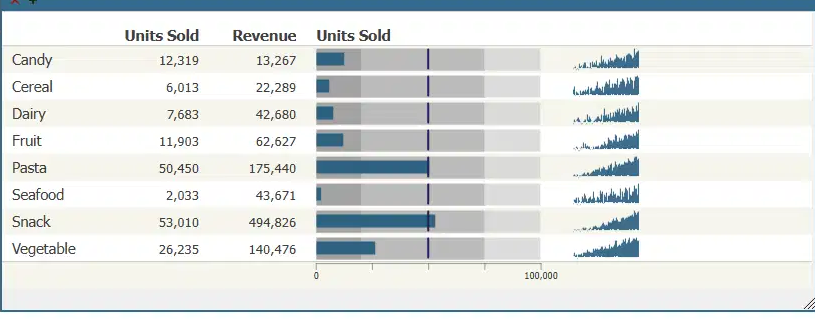 Units Sold Revenue Units Sold
Candy 12,319 13,267
Cereal 6,013 22,289
Dairy 7,683 42,680
Fruit 11,903 62,627
Pasta 50,450 175,440
Seafood 2,033 43,671
Snack 53,010 494,826
Vegetable 26,235 140,476
0 100,000